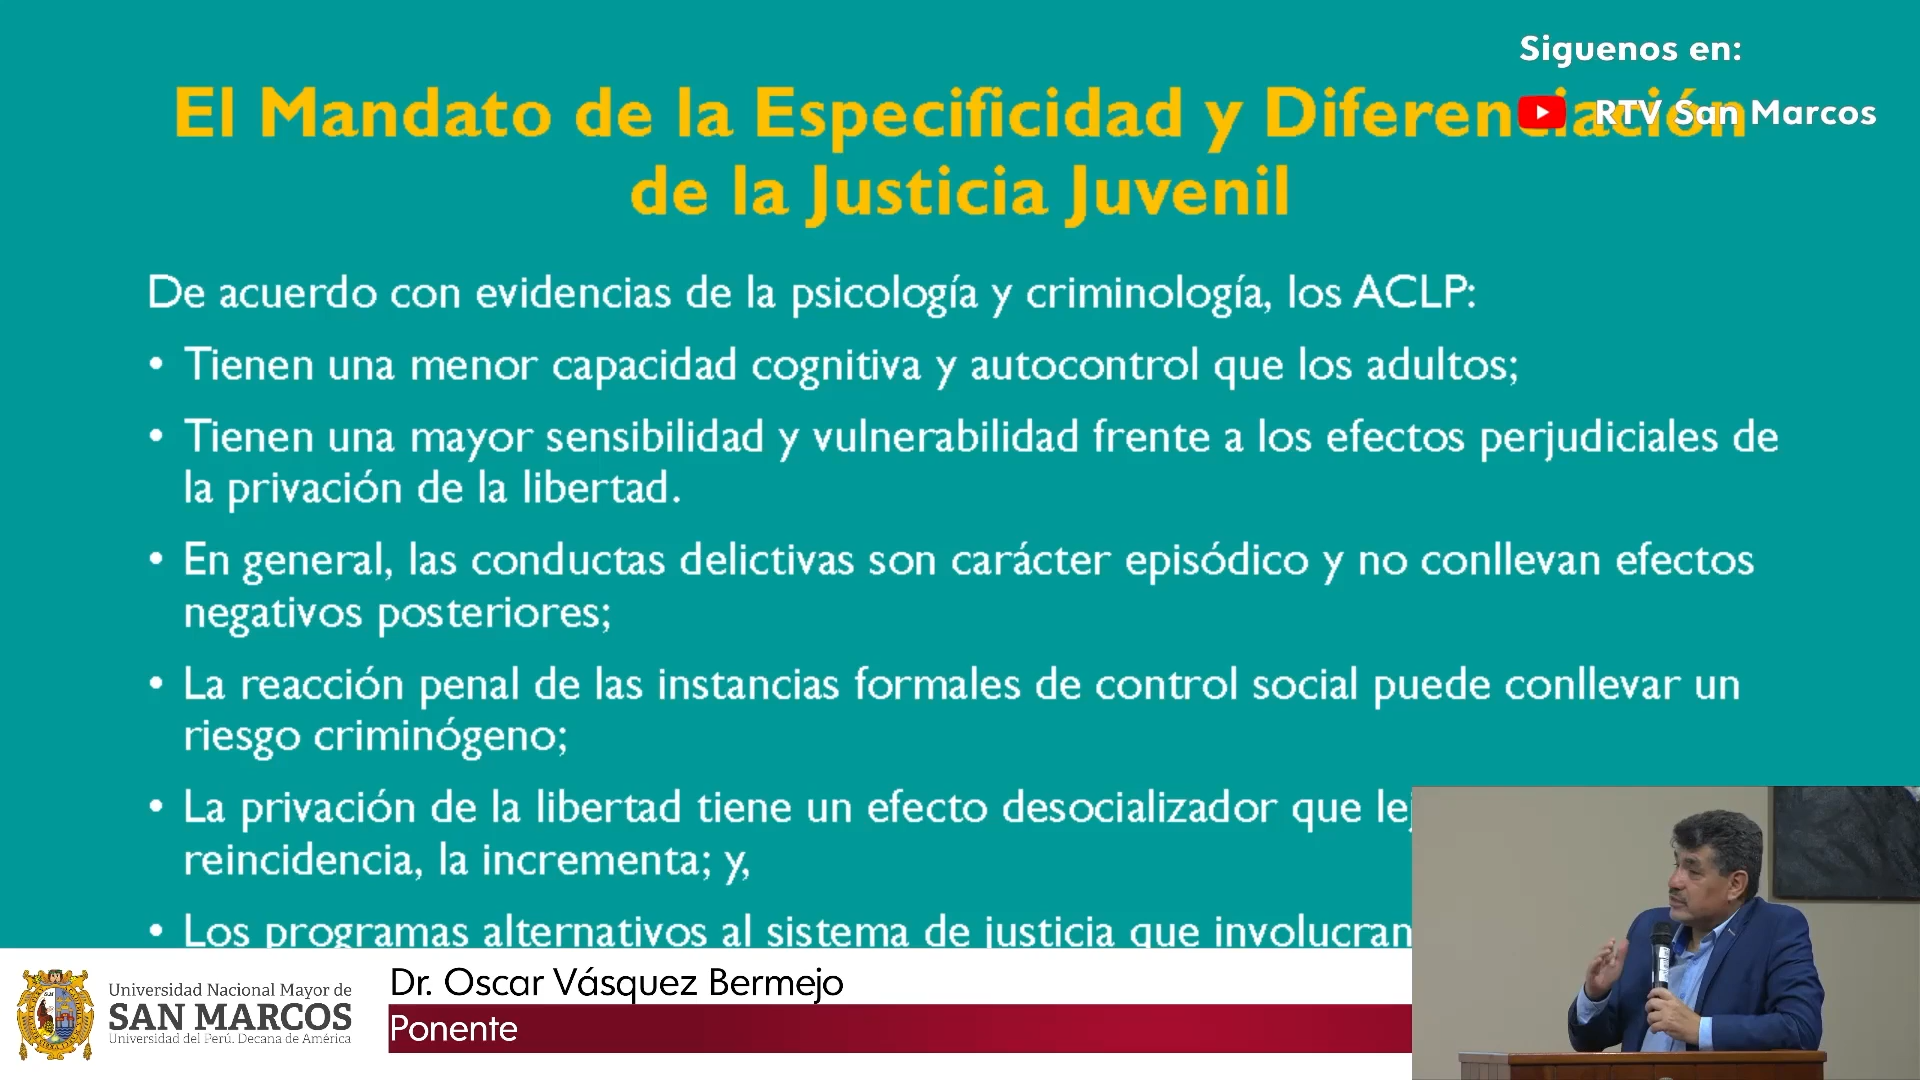 Siguenos en:
RTV San Marcos
El Mandato de la Especificidad y Diferenciación
de la Justicia Juvenil
De acuerdo con evidencias de la psicología y criminología, los ACLP:
• Tienen una menor capacidad cognitiva y autocontrol que los adultos;
• Tienen una mayor sensibilidad y vulnerabilidad frente a los efectos perjudiciales de
la privación de la libertad.
• En general, las conductas delictivas son carácter episódico y no conllevan efectos
negativos posteriores;
• La reacción penal de las instancias formales de control social puede conllevar un
riesgo criminógeno;
• La privación de la libertad tiene un efecto desocializador que
reincidencia, la incrementa; y,
• Los programas alternativos al sistema de justicia que involucran
Dr. Oscar Vásquez Bermejo
Ponente
Universidad Nacional Mayor de
SAN MARCOS
Universidad del Perú. Decana de América